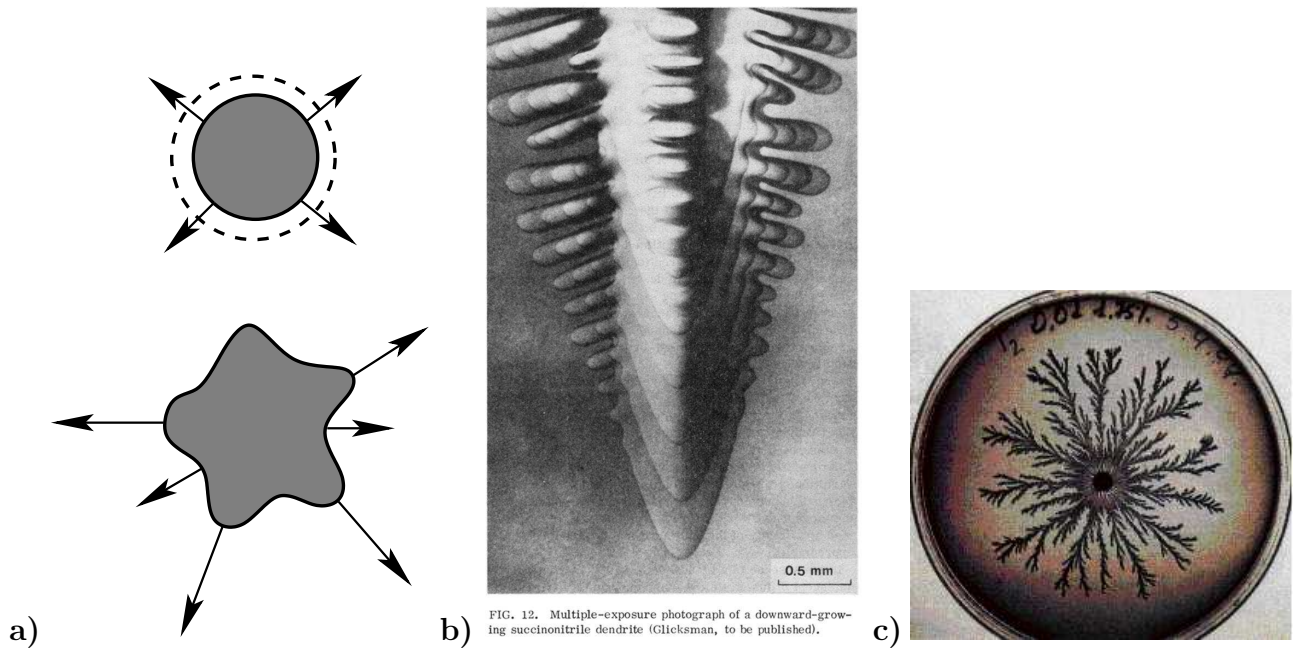 0.5 mm
FIG. 12. Multiple-exposure photograph of a downward-grow-
ing succinonitrile dendrite (Glicksman, to be published).
a)
b)
c)